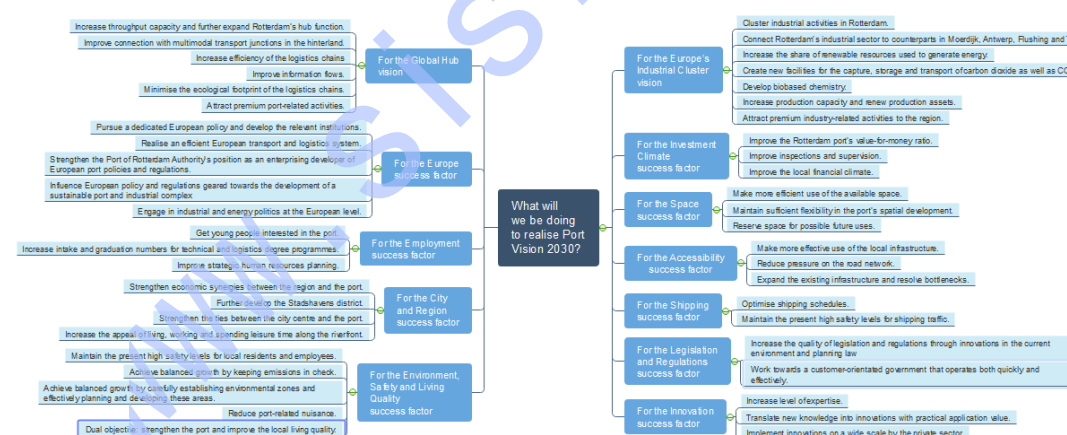 Increase throughput capacity and further expand Rotterdam's hub function.
Improve connection with multimodal transport junctions in the hinterland.
Increase efficiency of the logistics chains
Improve information flows.
Minimise the ecological footprint of the logistics chains.
Attract premium port-related activities.
For the Global Hub
vision
Pursue a dedicated European policy and develop the relevant institutions.
Realise an efficient European transport and logistics system.
Strengthen the Port of Rotterdam Authority's position as an enterprising developer of
European port policies and regulations.
Influence European policy and regulations geared towards the development of a
sustainable port and industrial complex
Engage in industrial and energy politics at the European level.
For the Europe
success factor
Get young people interested in the port.
Increase intake and graduation numbers for technical and logistics degree programmes.
Improve strategic human resources planning.
For the Employment
success factor
Strengthen economic synergies between the region and the port.
Further develop the Stadshavens district.
Strengthen the ties between the city centre and the port.
Increase the appeal of living, working and spending leisure time along the riverfront.
For the City
and Region
success factor
Maintain the present high safety levels for local residents and employees.
Achieve balanced growth by keeping emissions in check.
Achieve balanced growth by carefully establishing environmental zones and
effectively planning and developing these areas.
Reduce port-related nuisance.
Dual objective: strengthen the port and improve the local living quality.
For the Environment,
Safety and Living
Quality
success factor
What will
we be doing
to realise Port
Vision 2030?
For the Europe's
Industrial Cluster
vision
Cluster industrial activities in Rotterdam.
Connect Rotterdam's industrial sector to counterparts in Moerdijk, Antwerp, Flushing and
Increase the share of renewable resources used to generate energy.
Create new facilities for the capture, storage and transport of carbon dioxide as well as
Develop biobased chemistry.
Increase production capacity and renew production assets.
Attract premium industry-related activities to the region.
For the Investment
Climate
success factor
Improve the Rotterdam port's value-for-money ratio.
Improve inspections and supervision.
Improve the local financial climate.
For the Space
success factor
Make more efficient use of the available space.
Maintain sufficient flexibility in the port's spatial development.
Reserve space for possible future uses.
For the Accessibility
success factor
Make more effective use of the local infrastructure.
Reduce pressure on the road network.
Expand the existing infrastructure and resolve bottlenecks.
For the Shipping
success factor
Optimise shipping schedules.
Maintain the present high safety levels for shipping traffic.
For the Legislation
and Regulations
success factor
Increase the quality of legislation and regulations through innovations in the current
environment and planning law
Work towards a customer-orientated government that operates both quickly and
effectively.
For the Innovation
success factor
Increase level of expertise.
Translate new knowledge into innovations with practical application value.
Implement innovations on a wide scale by the private sector.
www.sis